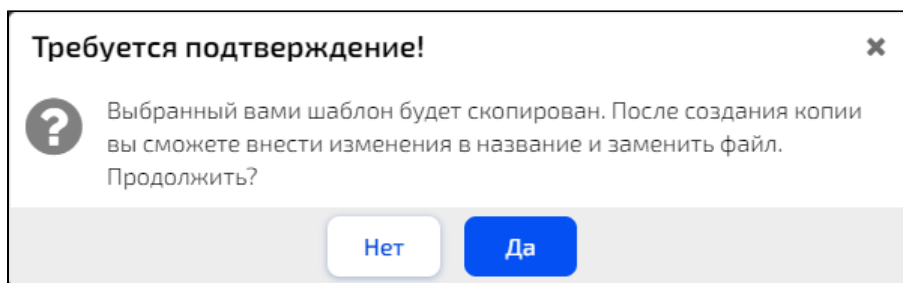 Требуется подтверждение!
Выбранный вами шаблон будет скопирован. После создания копии
вы сможете внести изменения в название и заменить файл.
Продолжить?
Нет
Да